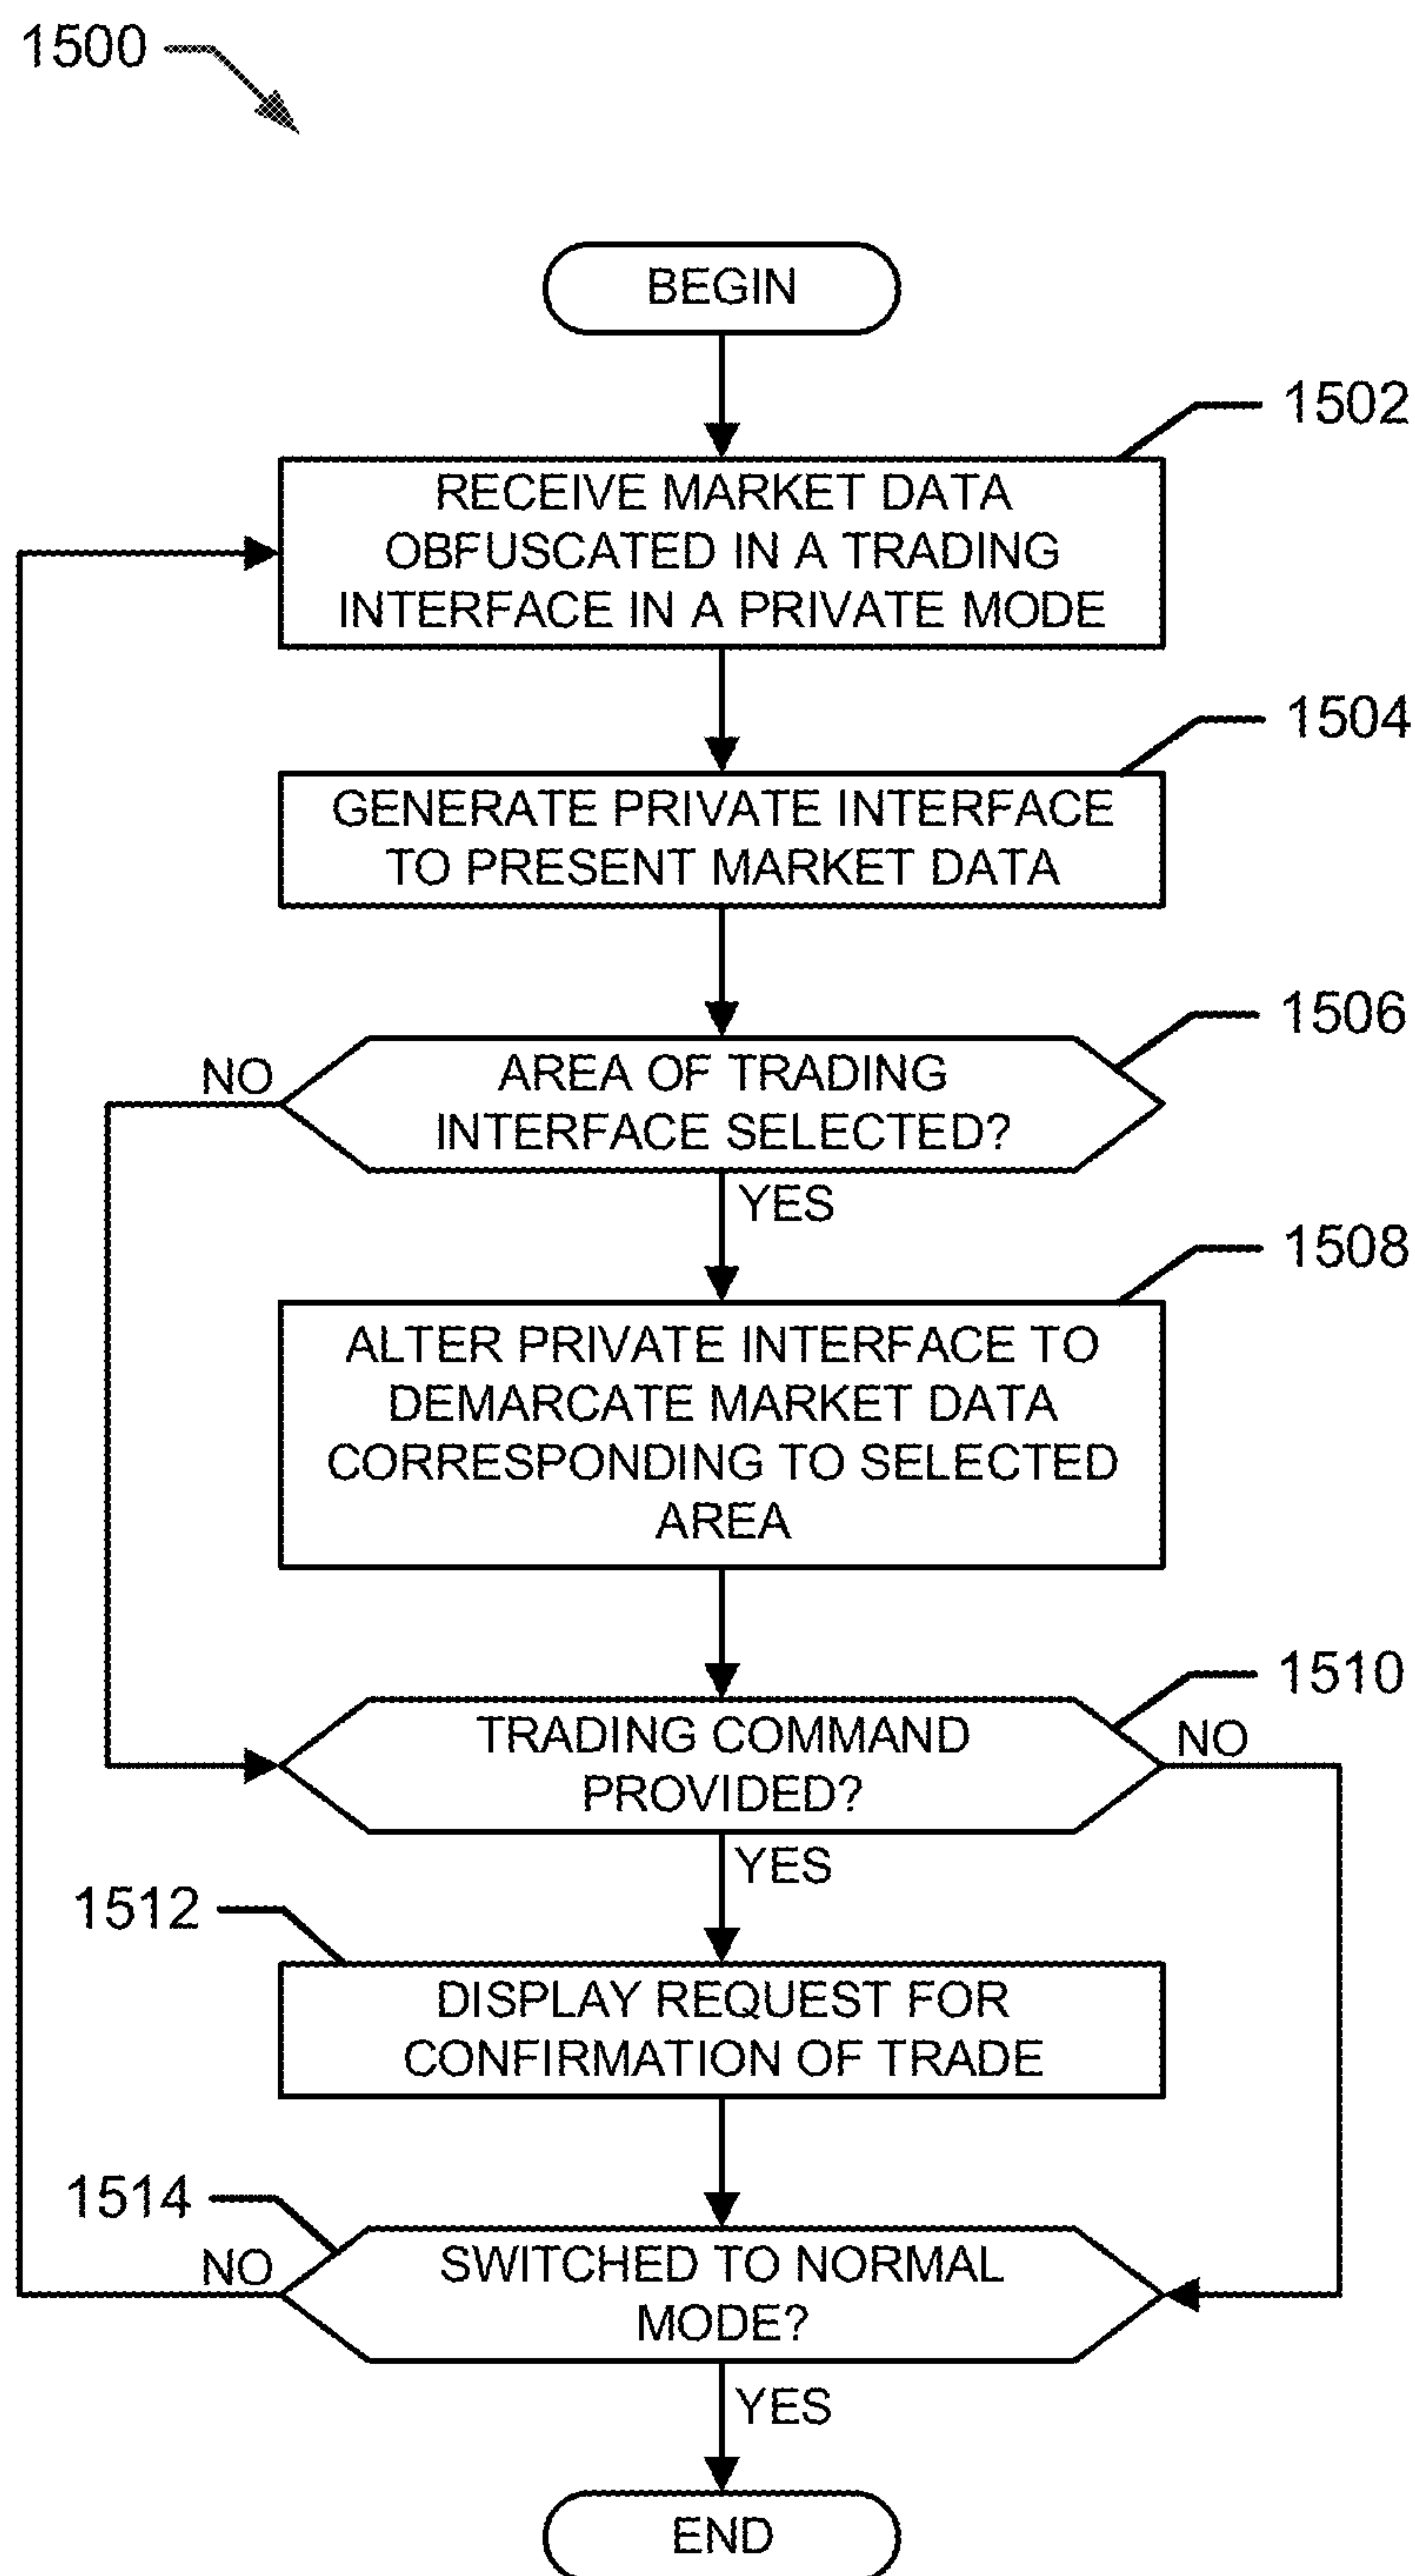 1500
BEGIN
1502
RECEIVE MARKET DATA
OBFUSCATED IN A TRADING
INTERFACE IN A PRIVATE MODE
1504
GENERATE PRIVATE INTERFACE
TO PRESENT MARKET DATA
1506
NO
AREA OF TRADING
INTERFACE SELECTED?
YES
1508
ALTER PRIVATE INTERFACE TO
DEMARCATE MARKET DATA
CORRESPONDING TO SELECTED
AREA
1510
TRADING COMMAND
PROVIDED?
NO
YES
1512
DISPLAY REQUEST FOR
CONFIRMATION OF TRADE
1514
NO
SWITCHED TO NORMAL
MODE?
YES
END